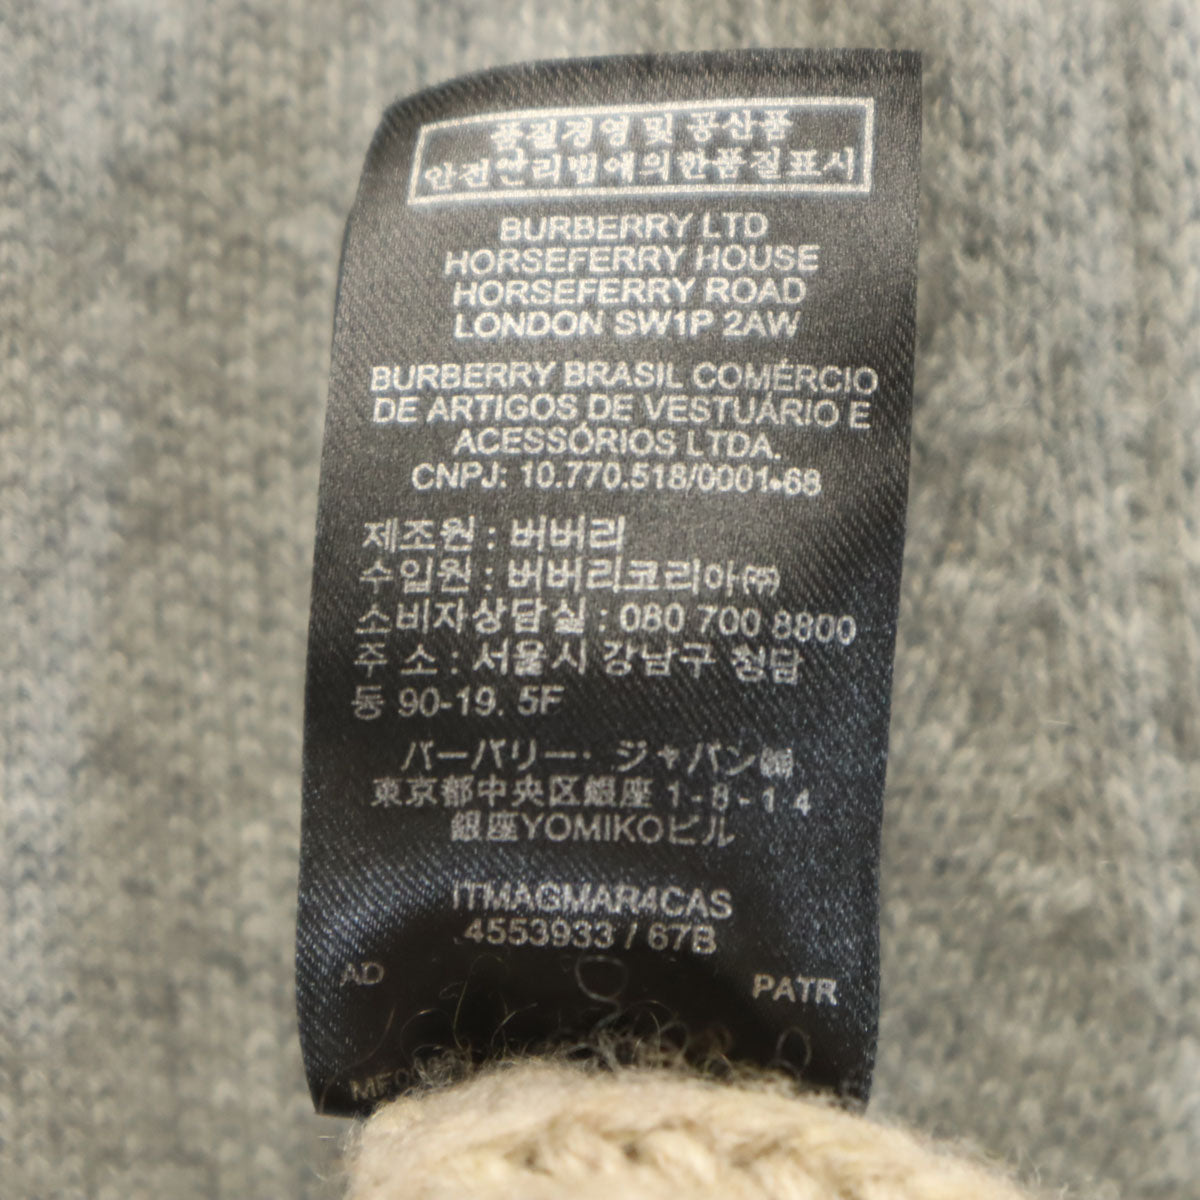 품질경영 및 공산품
안전관리법에의한품질표시
BURBERRY LTD
HORSEFERRY HOUSE
HORSEFERRY ROAD
LONDON SW1P 2AW
BURBERRY BRASIL COMÉRCIO
DE ARTIGOS DE VESTUÁRIO E
ACESSÓRIOS LTDA.
CNPJ: 10.770.518/0001-68
제조원 : 버버리
수입원 : 버버리코리아㈜
소비자상담실 : 080 700 8800
주 소 : 서울시 강남구 청담
동 90-19. 5F
バーバリー・ジャパン㈱
東京都中央区銀座 1-8-14
銀座YOMIKOビル
ITMAGMAR4CAS
4553933 / 67B
AD
PATR